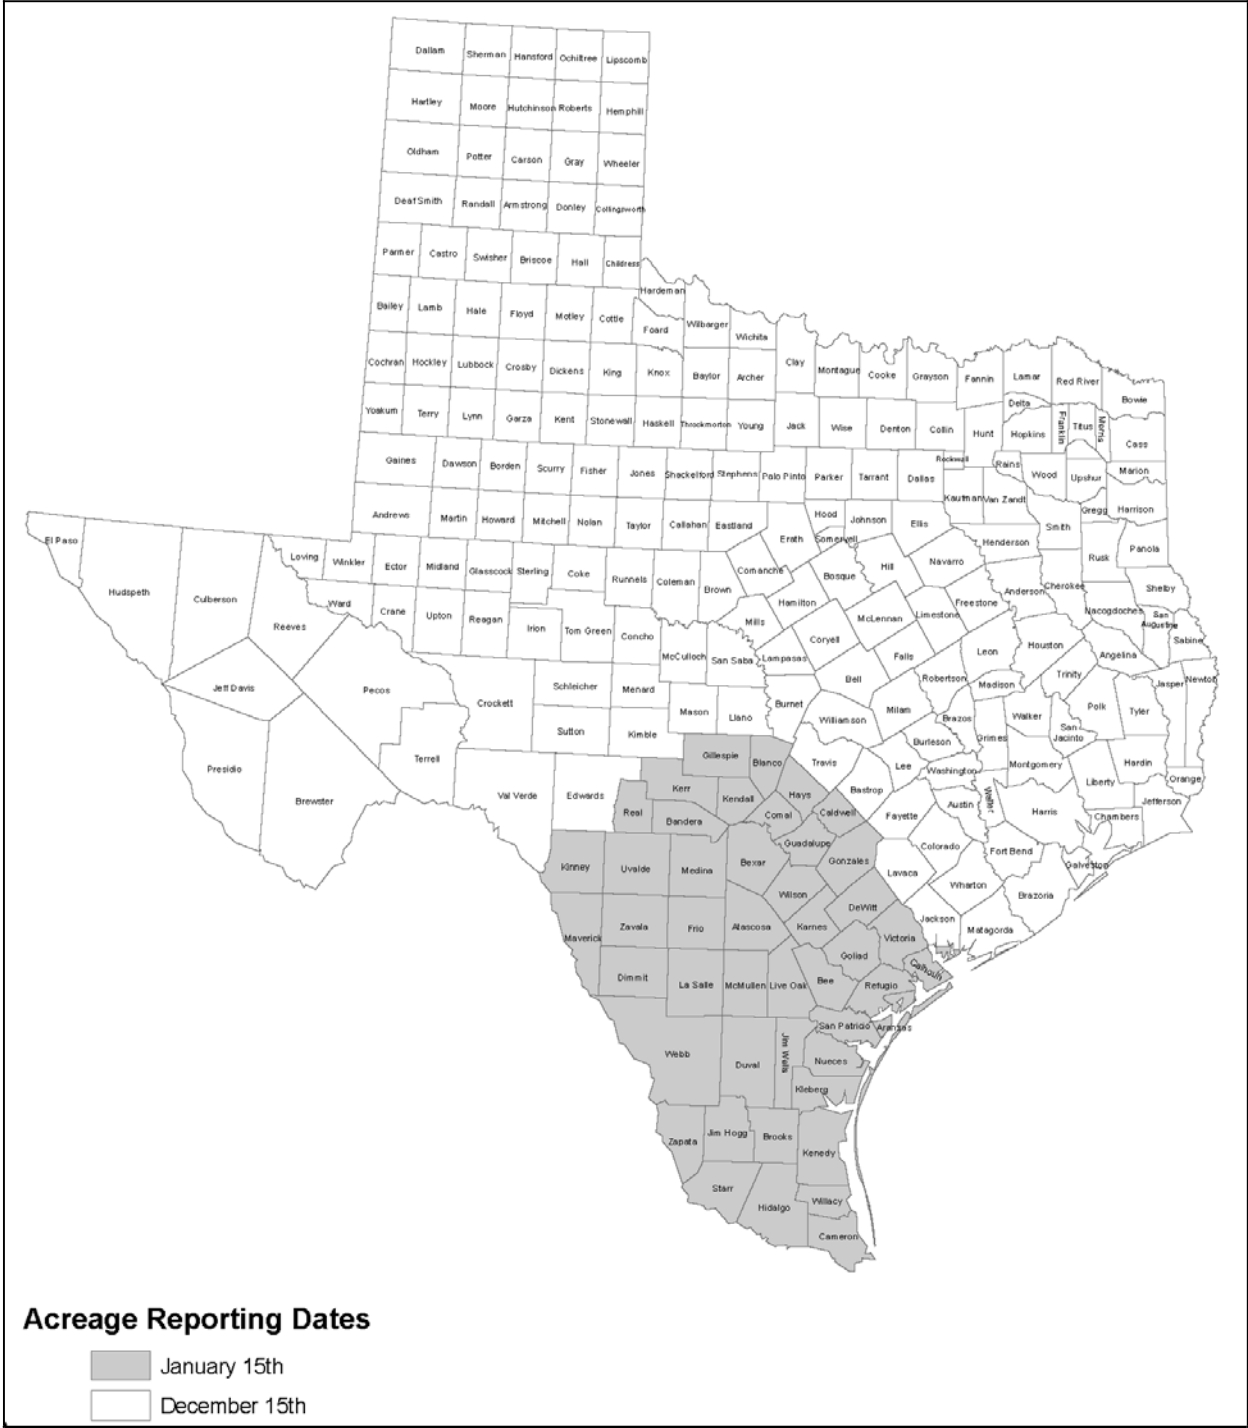 Dallam Sherman Hansford Ochiltree Lipscomb
Hartley Moore Hutchinson Roberts Hemphill
Oldham Potter Carson Gray Wheeler
Deaf Smith Randall Armstrong Donley Collingsworth
Parmer Castro Swisher Briscoe Hall Childress
Hardeman
Bailey Lamb Hale Floyd Motley Cottle Foard Wilbarger Wichita
Cochran Hockley Lubbock Crosby Dickens King Knox Baylor Archer Clay Montague Cooke Grayson Fannin Lamar Red River Bowie
Yoakum Terry Lynn Garza Kent Stonewall Haskell Throckmorton Young Jack Wise Denton Collin Hunt Delta Hopkins Franklin Titus Morris Cass
Gaines Dawson Borden Scurry Fisher Jones Shackelford Stephens Palo Pinto Parker Tarrant Dallas Rockwall Rains Wood Upshur Marion
Andrews Martin Howard Mitchell Nolan Taylor Callahan Eastland Hood Johnson Ellis Kaufman Van Zandt Smith Gregg Harrison
El Paso Loving Winkler Ector Midland Glasscock Sterling Coke Runnels Coleman Brown Comanche Erath Somervell Bosque Hill Navarro Henderson Rusk Panola
Hudspeth Culberson Reeves Ward Crane Upton Reagan Irion Tom Green Concho Mills Hamilton McLennan Limestone Freestone Anderson Cherokee Nacogdoches Shelby
San
Augustine
Sabine
McCulloch San Saba Lampasas Coryell Falls Leon Houston Angelina
Jeff Davis Pecos Crockett Schleicher Menard Bell Robertson Madison Trinity Jasper Newton
Mason Llano Burnet Williamson Milam Brazos Grimes Walker
San
Jacinto
Polk Tyler
Presidio Brewster Terrell Sutton Kimble Gillespie Blanco Travis Lee Burleson Washington Montgomery Liberty Hardin Orange
Val Verde Edwards Real Kerr Bandera Kendall Comal Hays Caldwell Bastrop Fayette Austin Waller Harris Chambers Jefferson
Kinney Uvalde Medina Bexar Guadalupe Gonzales Lavaca Colorado Fort Bend Galveston
Wilson Wharton Brazoria
Maverick Zavala Frio Atascosa Karnes DeWitt Victoria Jackson Matagorda
Dimmit La Salle McMullen Live Oak Bee Goliad Refugio Calhoun
Webb Duval Jim Wells San Patricio Aransas Nueces
Kleberg
Zapata Jim Hogg Brooks Kenedy
Starr Hidalgo Willacy
Cameron
Acreage Reporting Dates
January 15th
December 15th